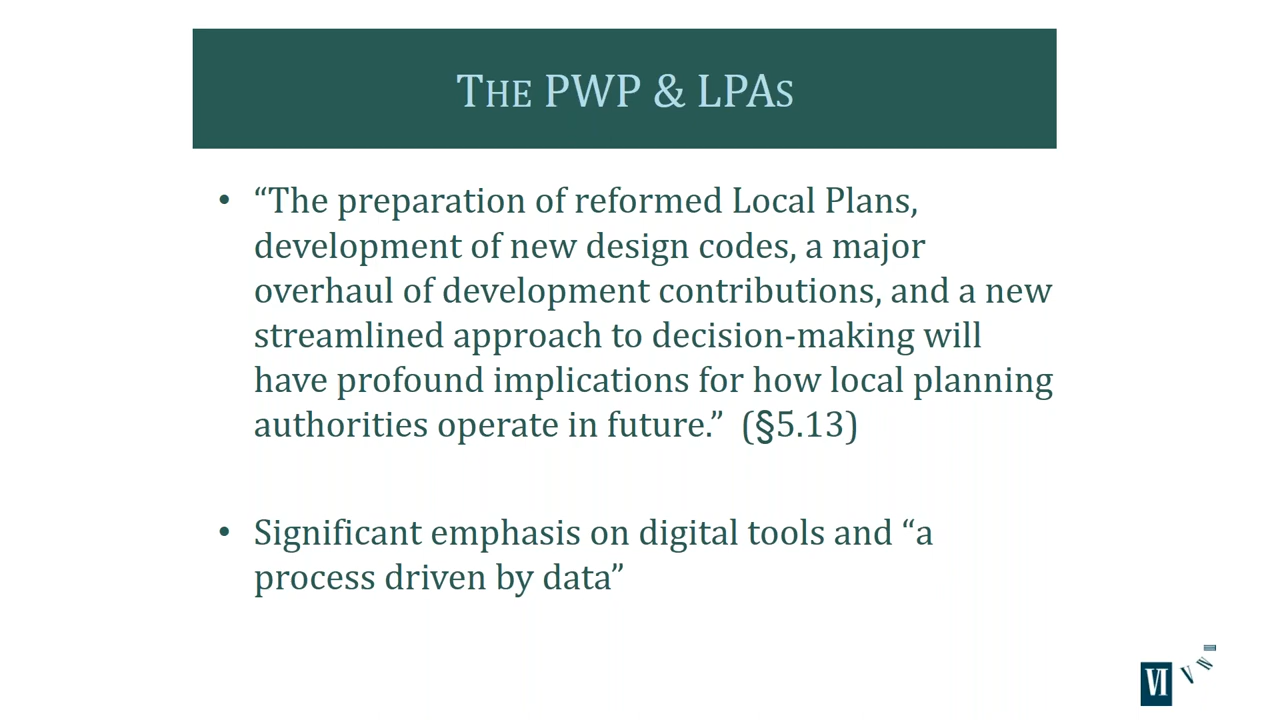 THE PWP & LPAS
• “The preparation of reformed Local Plans,
development of new design codes, a major
overhaul of development contributions, and a new
streamlined approach to decision-making will
have profound implications for how local planning
authorities operate in future.” (§5.13)
• Significant emphasis on digital tools and “a
process driven by data”
VI V W